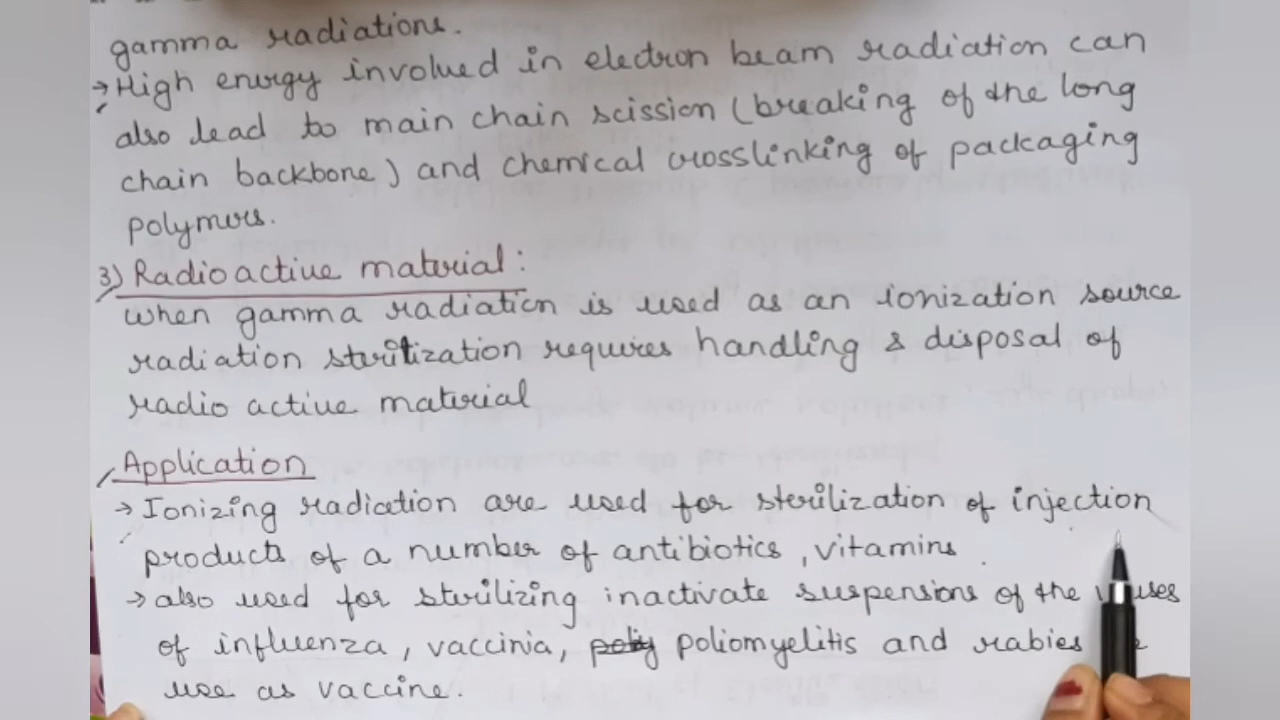 gamma radiations.
→ High energy involved in electron beam radiation can
also lead to main chain scission (breaking of the long
chain backbone) and chemical crosslinking of packaging
polymers.
3) Radioactive material:
when gamma radiation is used as an ionization source
radiation sterilization requires handling & disposal of
radio active material
Application
→ Ionizing radiation are used for sterilization of injection
products of a number of antibiotics, vitamins
→ also used for sterilizing inactivate suspensions of the
of influenza, vaccinia, poliomyelitis and rabies
use as vaccine.